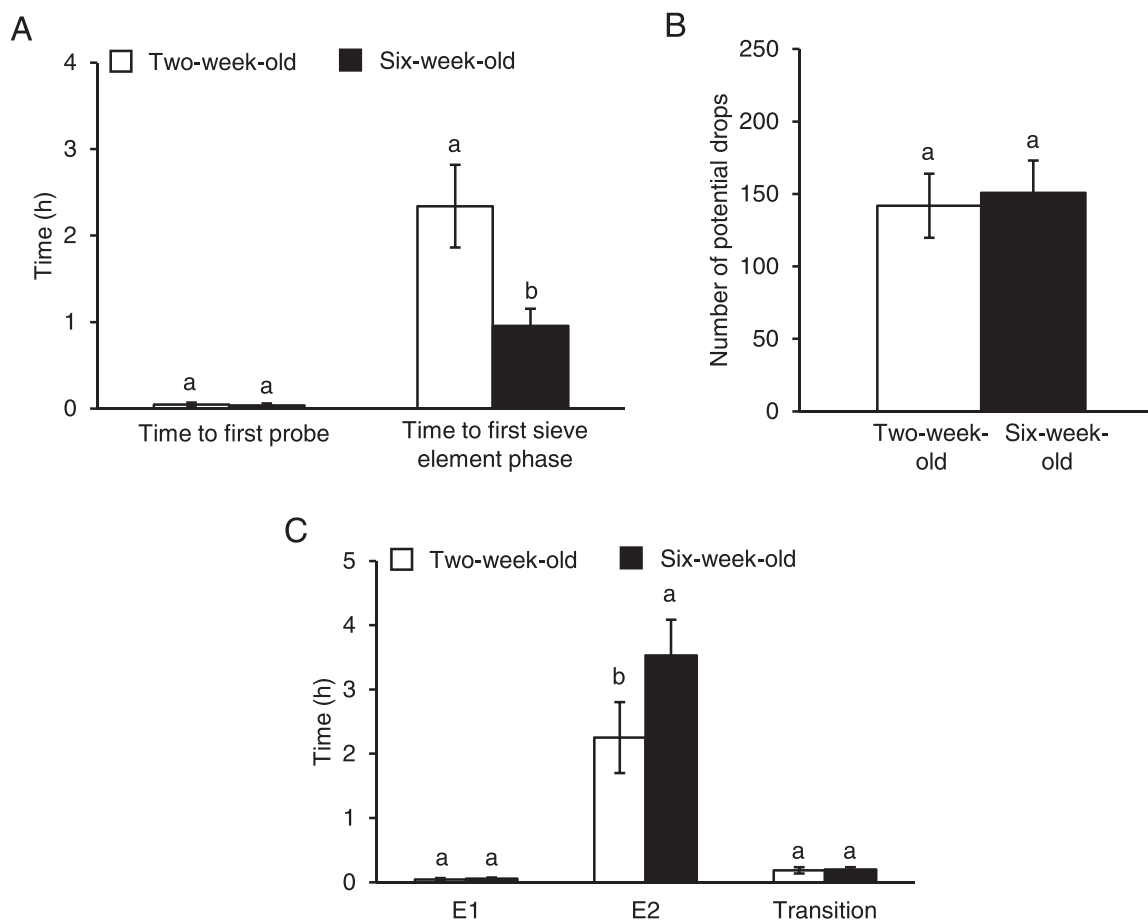 A
Two-week-old Six-week-old
4
3
2
1
0
Time (h)
a
a
a
b
Time to first probe
Time to first sieve
element phase
B
250
200
150
100
50
0
Number of potential drops
a
a
Two-week-
old
Six-week-
old
C
Two-week-old Six-week-old
5
4
3
2
1
0
Time (h)
a
a
b
a
a
a
E1
E2
Transition